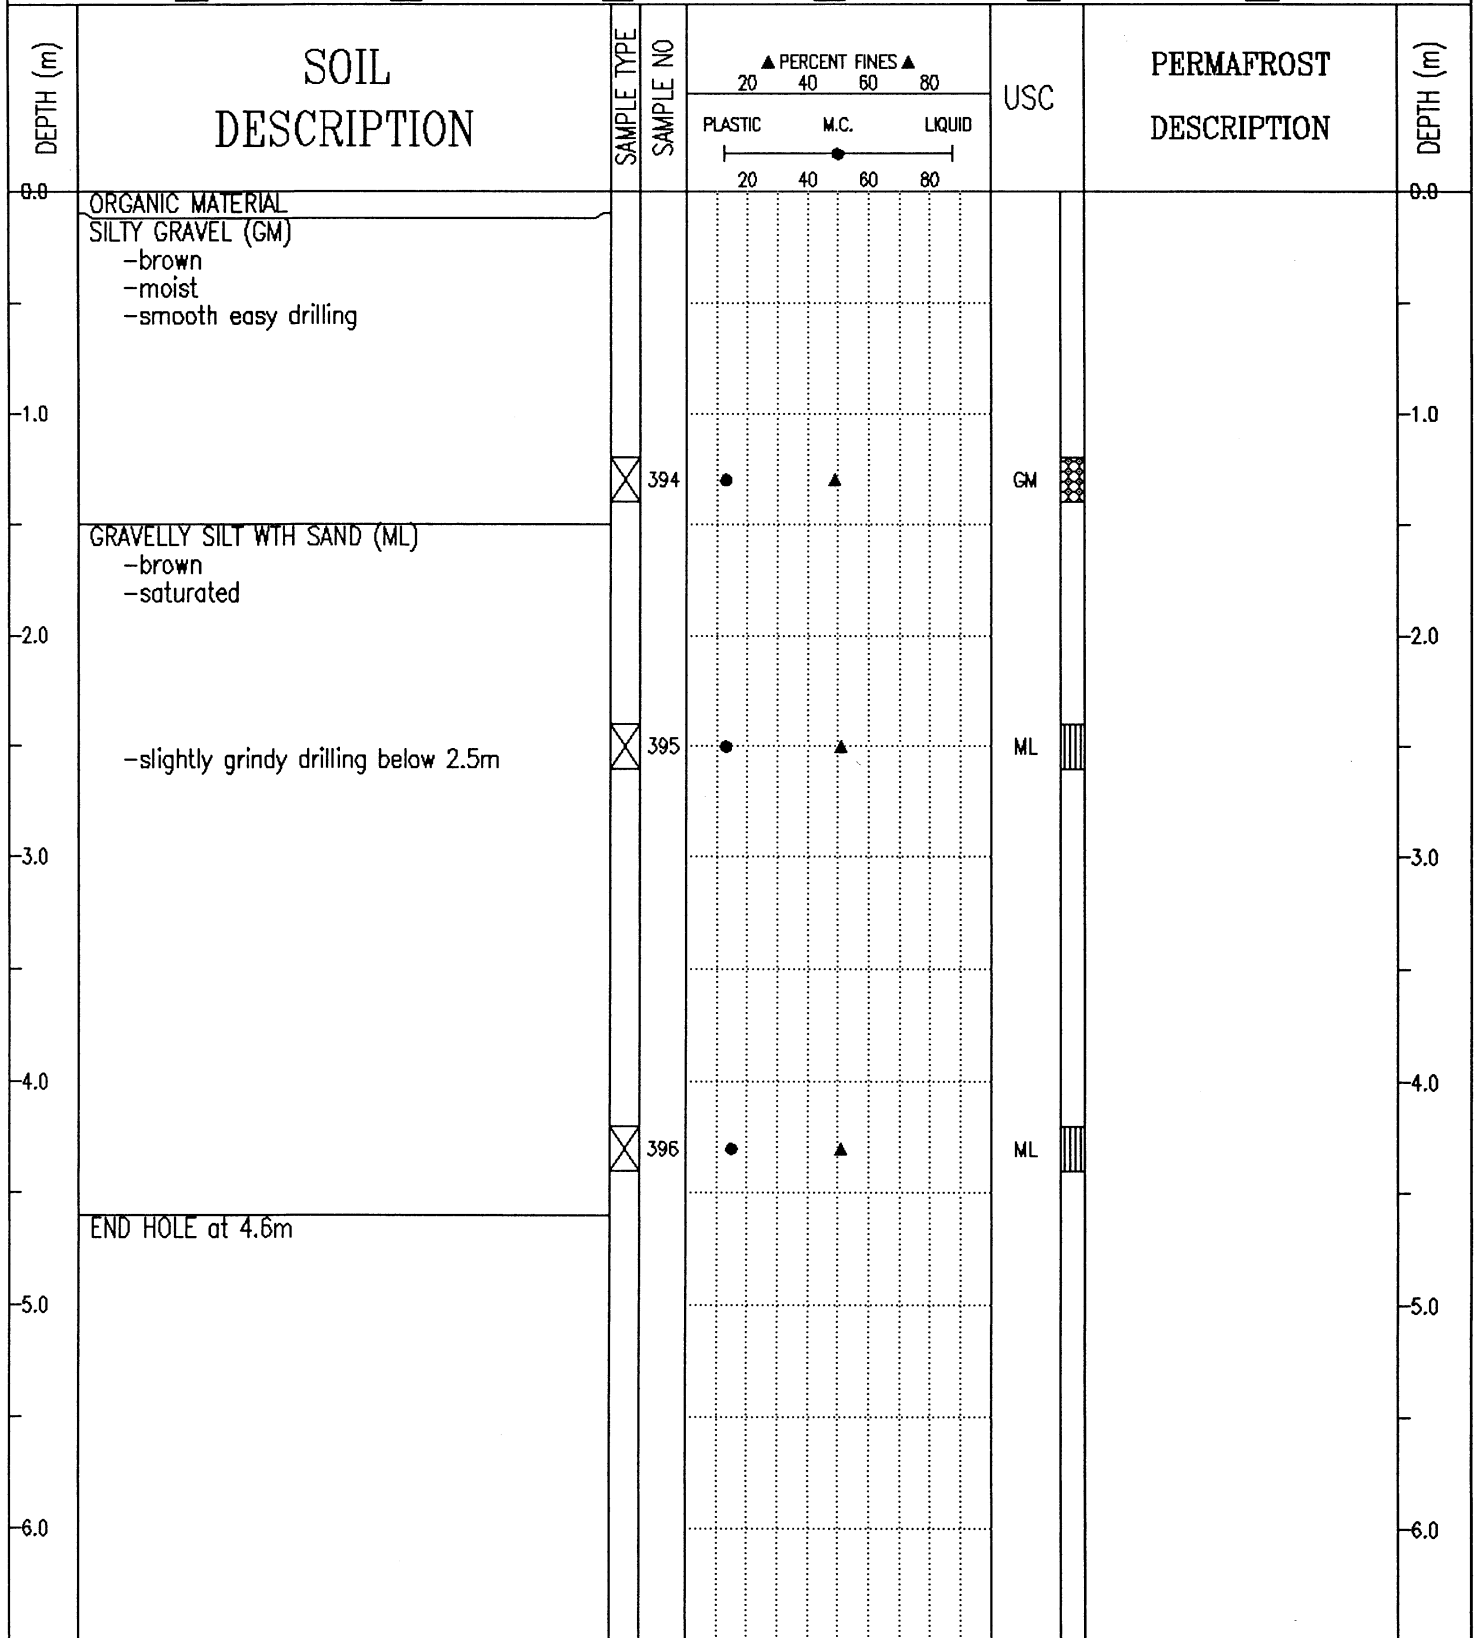 DEPTH (m)
SOIL
DESCRIPTION
SAMPLE TYPE
SAMPLE NO
▲ PERCENT FINES ▲
20 40 60 80
PLASTIC M.C. LIQUID
20 40 60 80
USC
PERMAFROST
DESCRIPTION
DEPTH (m)
0.0 0.0
ORGANIC MATERIAL
SILTY GRAVEL (GM)
-brown
-moist
-smooth easy drilling
1.0 1.0
394 GM
GRAVELLY SILT WTH SAND (ML)
-brown
-saturated
2.0 2.0
395 ML
-slightly grindy drilling below 2.5m
3.0 3.0
4.0 4.0
396 ML
END HOLE at 4.6m
5.0 5.0
6.0 6.0